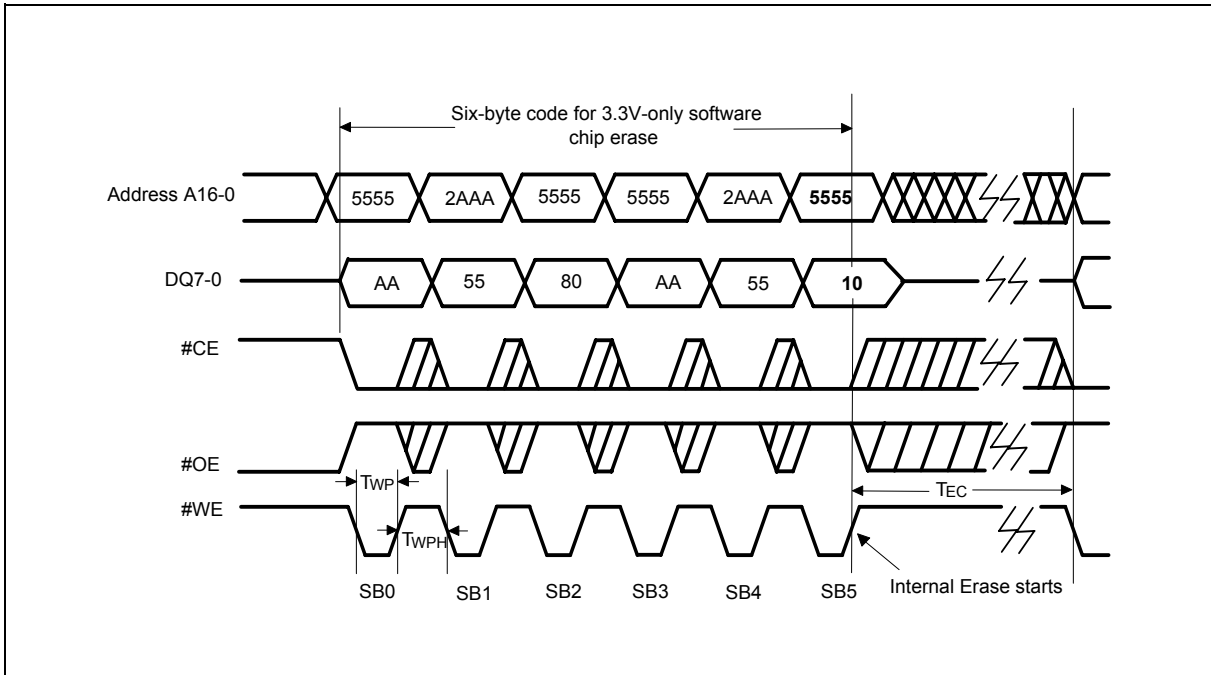 Six-byte code for 3.3V-only software
chip erase
Address A16-0
5555
2AAA
5555
5555
2AAA
5555
DQ7-0
AA
55
80
AA
55
10
#CE
#OE
TWP
TEC
#WE
TWPH
Internal Erase starts
SB0
SB1
SB2
SB3
SB4
SB5